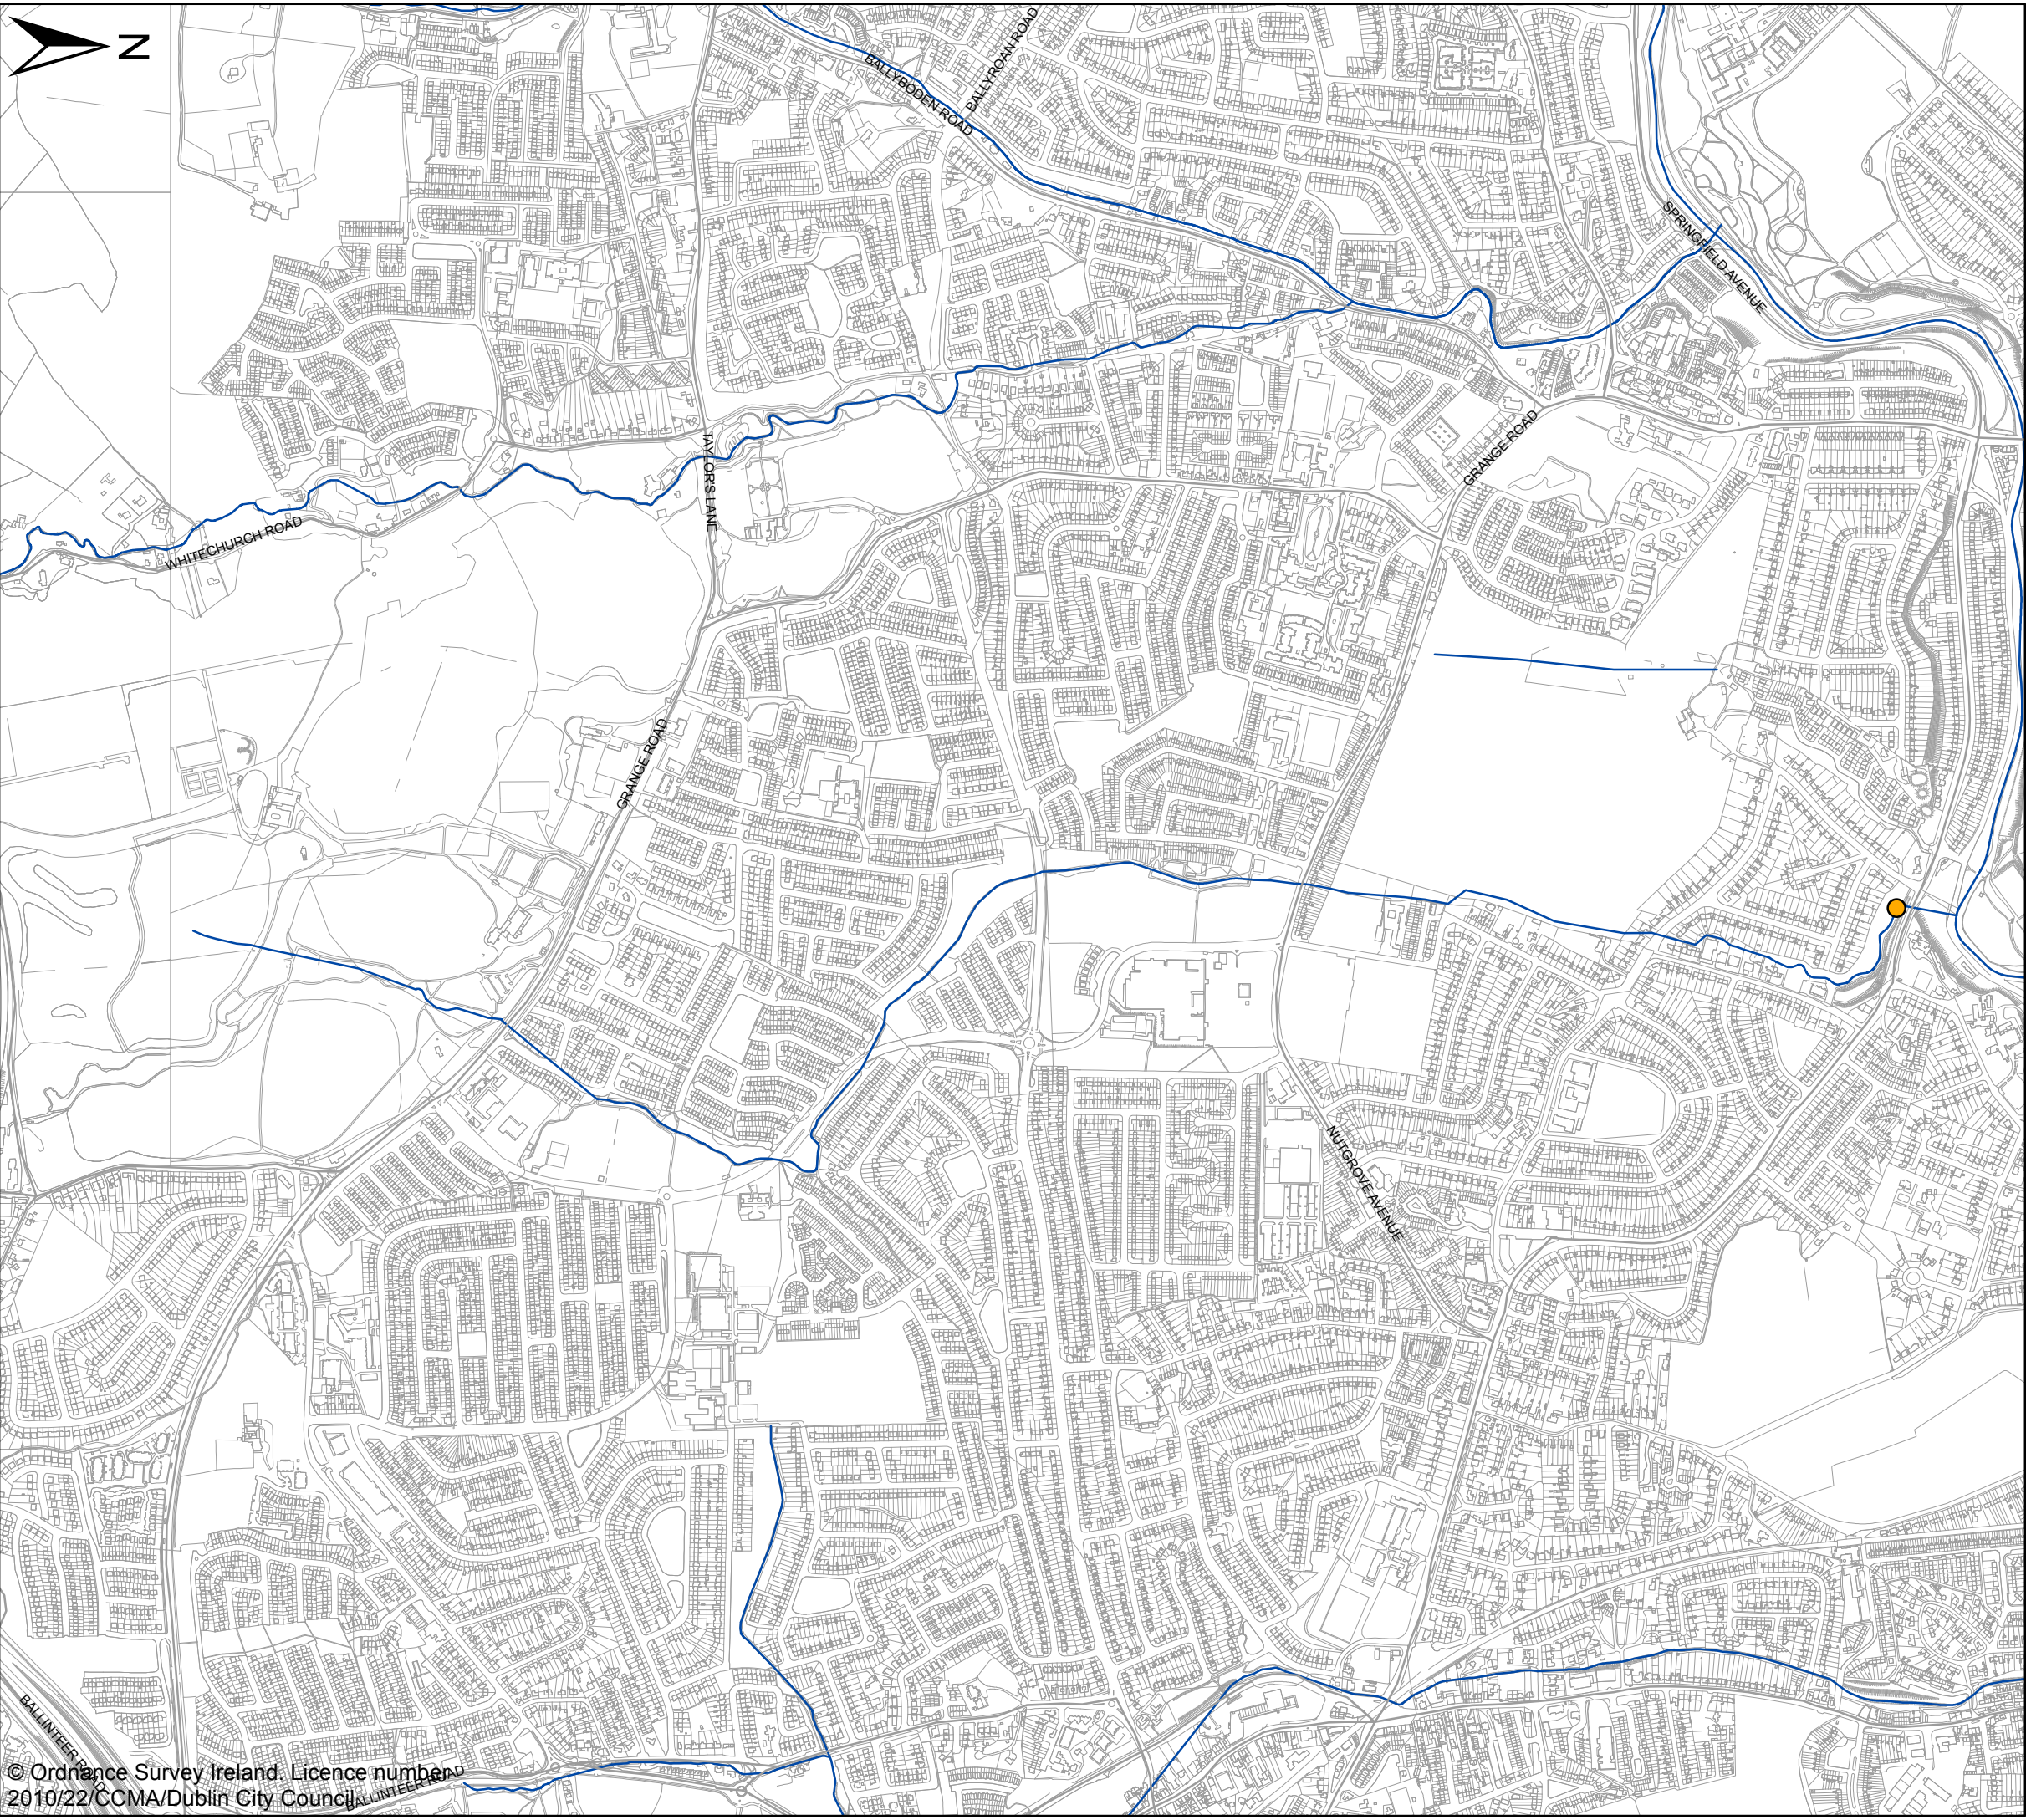 N
BALLYBODEN ROAD
BALLYROAN ROAD
SPRINGFIELD AVENUE
WHITECHURCH ROAD
TAYLOR'S LANE
GRANGE ROAD
GRANGE ROAD
NUTGROVE AVENUE
BALLINTEER ROAD
BALLINTEER ROAD
© Ordnance Survey Ireland. Licence number
2010/22/CCMA/Dublin City Council